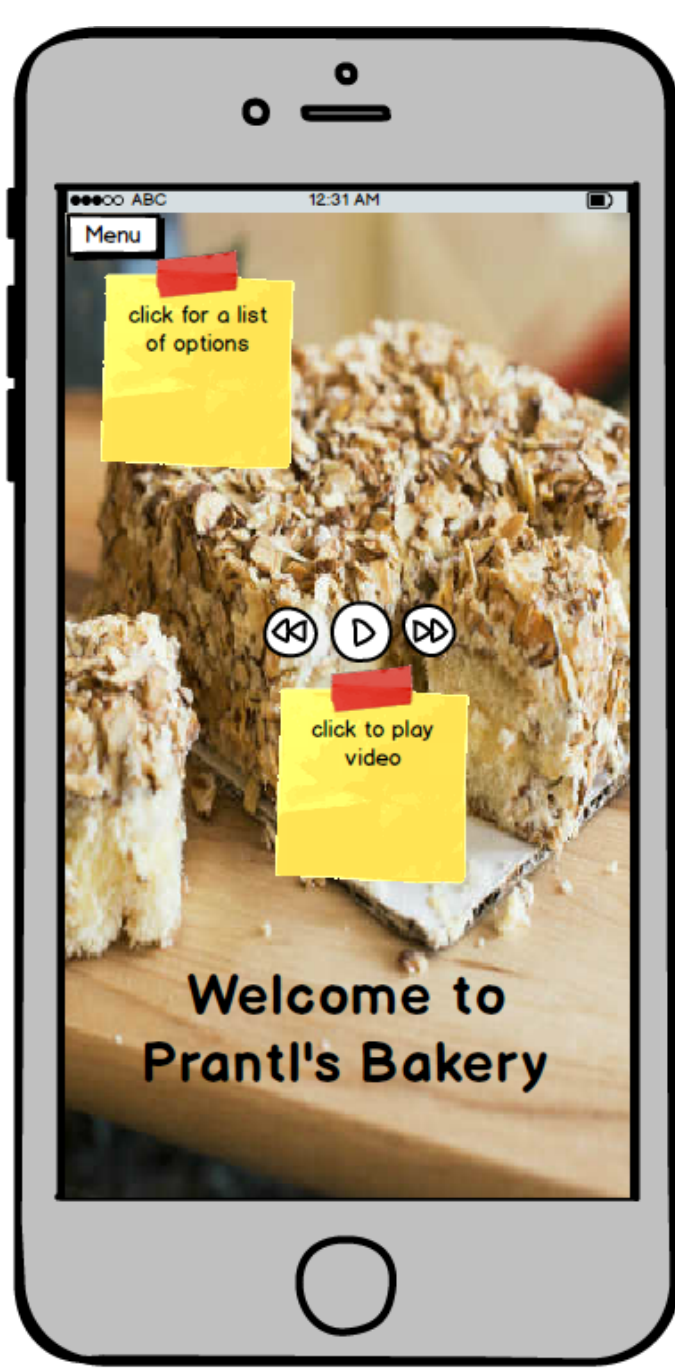 ABC 12:31 AM
Menu
click for a list
of options
click to play
video
Welcome to
Prantl's Bakery